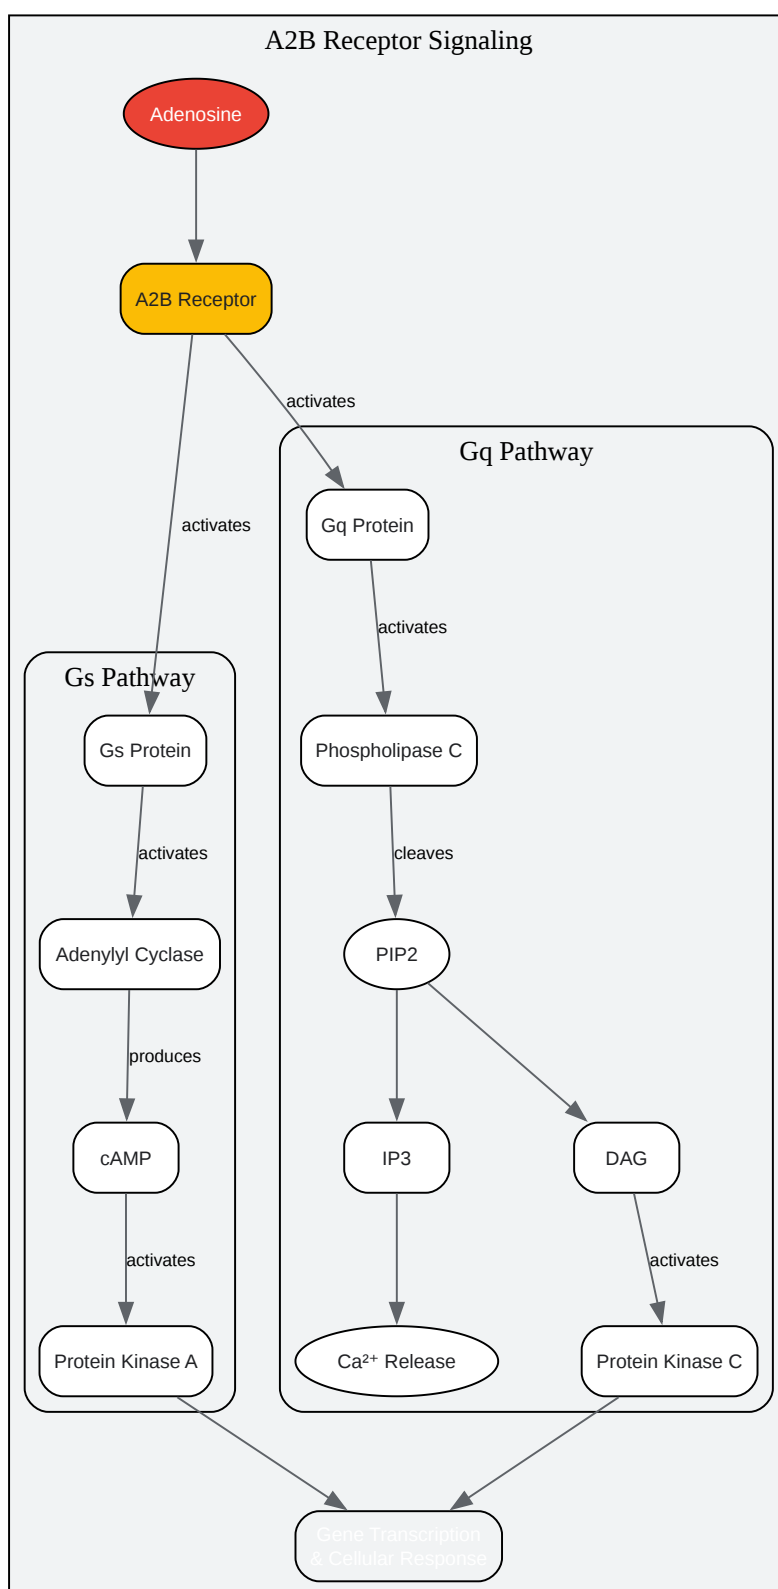 A2B Receptor Signaling
Adenosine
A2B Receptor
activates
Gq Pathway
Gq Protein
activates
activates
Gs Pathway
Gs Protein
Phospholipase C
activates
cleaves
Adenylyl Cyclase
PIP2
produces
cAMP
IP3
DAG
activates
activates
Protein Kinase A
Ca²⁺ Release
Protein Kinase C
Gene Transcription
& Cellular Response